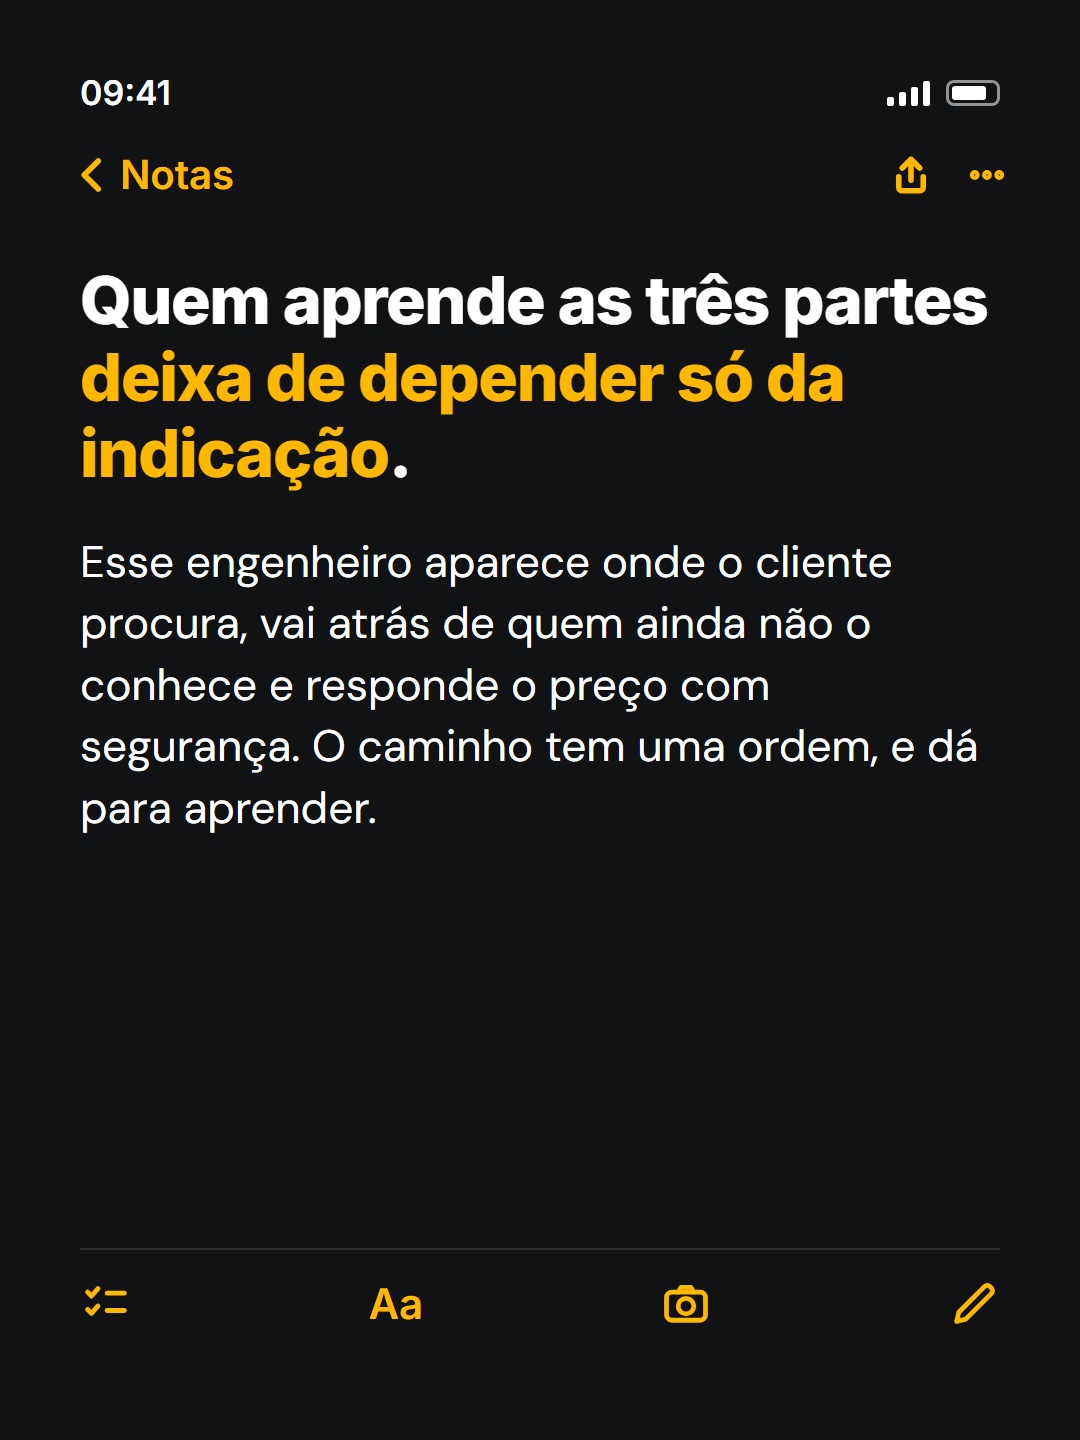 09:41
Notas
Quem aprende as três partes
deixa de depender só da
indicação.
Esse engenheiro aparece onde o cliente
procura, vai atrás de quem ainda não o
conhece e responde o preço com
segurança. O caminho tem uma ordem, e dá
para aprender.
Aa